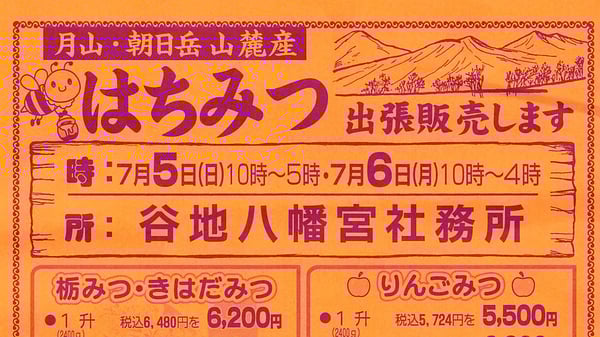 月山・朝日岳 山麓産
はちみつ
出張販売します
時：7月5日(日)10時～5時・7月6日(月)10時～4時
所：谷地八幡宮社務所
栃みつ・きはだみつ
●1升 税込6,480円を 6,200円
(2400g)
りんごみつ
●1升 税込5,724円を 5,500円
(2400g)